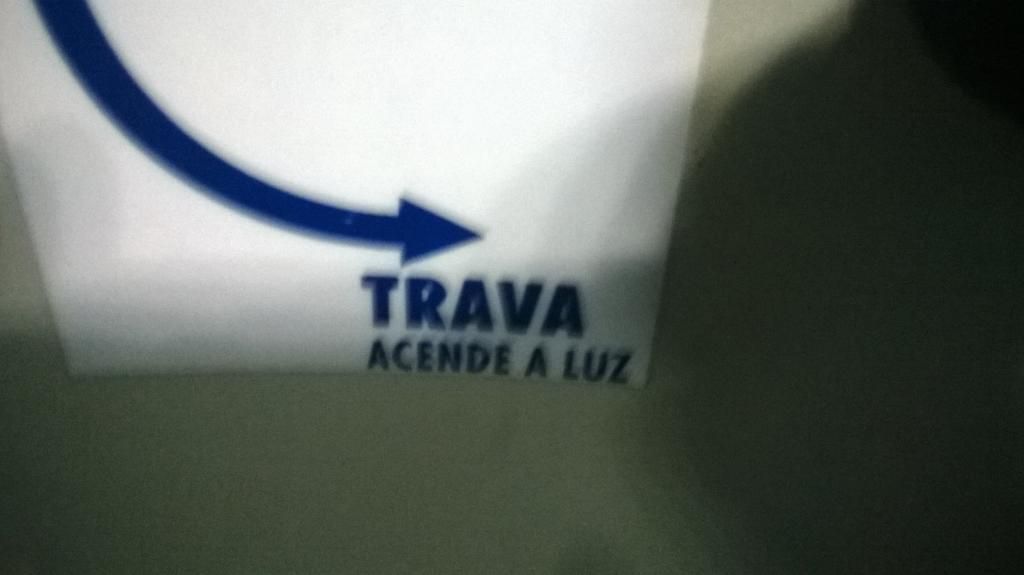 TRAVA
ACENDE A LUZ